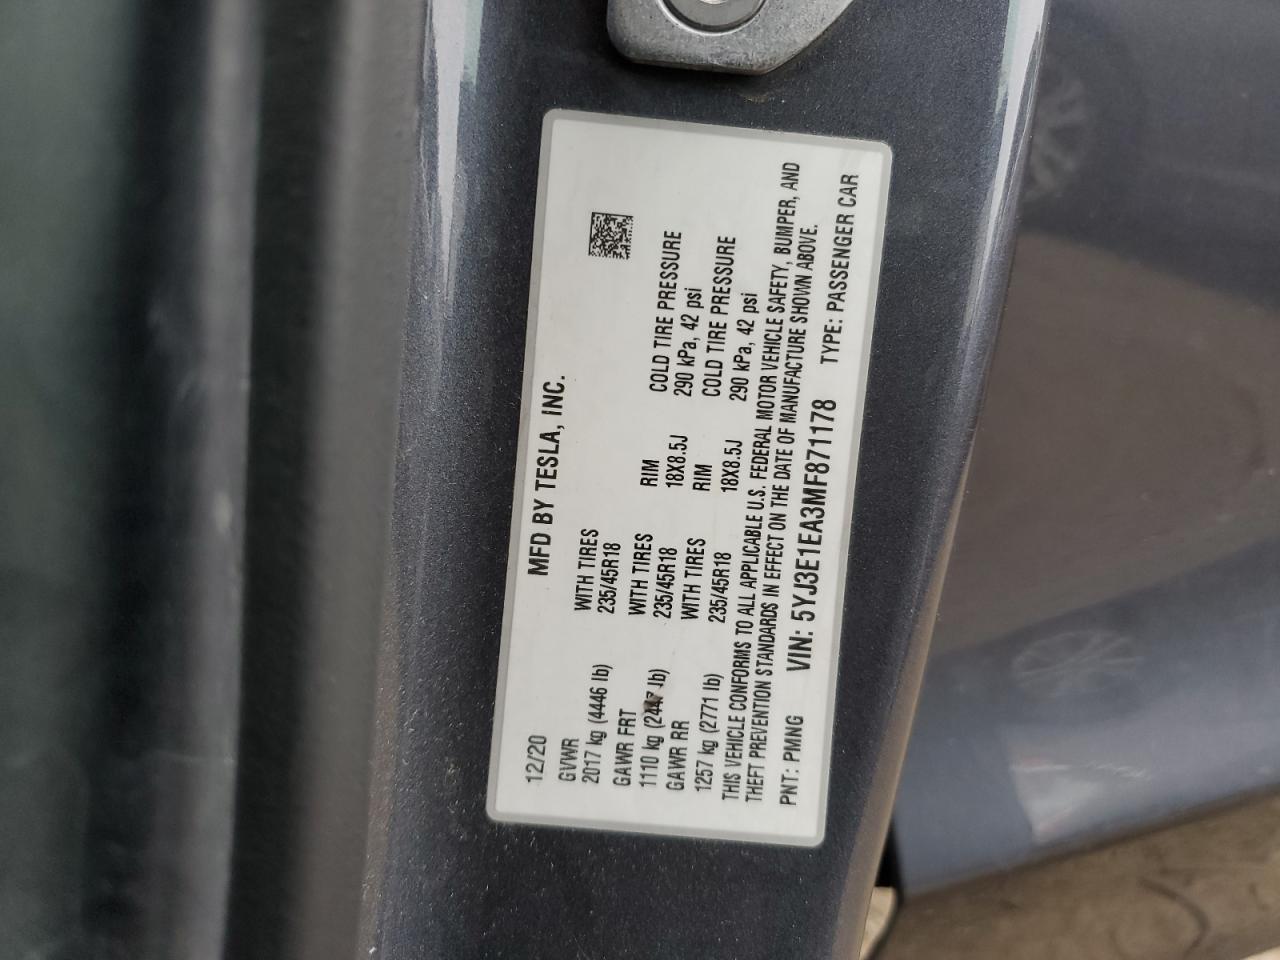 MFD BY TESLA, INC.
12/20
GVWR WITH TIRES
2017 kg (4446 lb) 235/45R18
GAWR FRT WITH TIRES RIM COLD TIRE PRESSURE
1110 kg (2447 lb) 235/45R18 18X8.5J 290 kPa, 42 psi
GAWR RR WITH TIRES RIM COLD TIRE PRESSURE
1257 kg (2771 lb) 235/45R18 18X8.5J 290 kPa, 42 psi
THIS VEHICLE CONFORMS TO ALL APPLICABLE U.S. FEDERAL MOTOR VEHICLE SAFETY, BUMPER, AND
THEFT PREVENTION STANDARDS IN EFFECT ON THE DATE OF MANUFACTURE SHOWN ABOVE.
PNT: PMNG VIN: 5YJ3E1EA3MF871178 TYPE: PASSENGER CAR